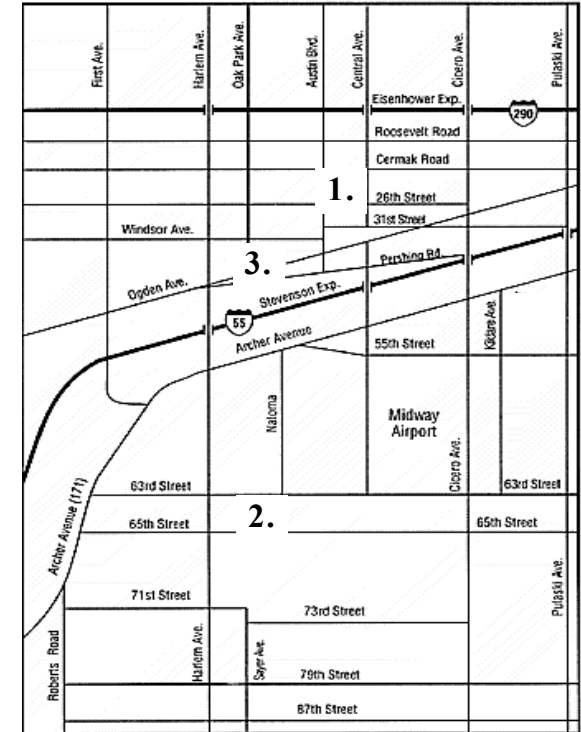 First Ave.
Harlem Ave.
Oak Park Ave.
Austin Blvd.
Central Ave.
Cicero Ave.
Pulaski Ave.
Eisenhower Exp.
290
Roosevelt Road
Cermak Road
1.
26th Street
31st Street
Windsor Ave.
Pershing Rd.
3.
Ogden Ave.
Stevenson Exp.
55
Archer Avenue
Kildare Ave.
55th Street
Natoma
Midway
Airport
Cicero Ave.
63rd Street
63rd Street
Archer Avenue (171)
2.
65th Street
65th Street
Pulaski Ave.
71st Street
73rd Street
Roberts Road
Harlem Ave.
Sayer Ave.
79th Street
87th Street